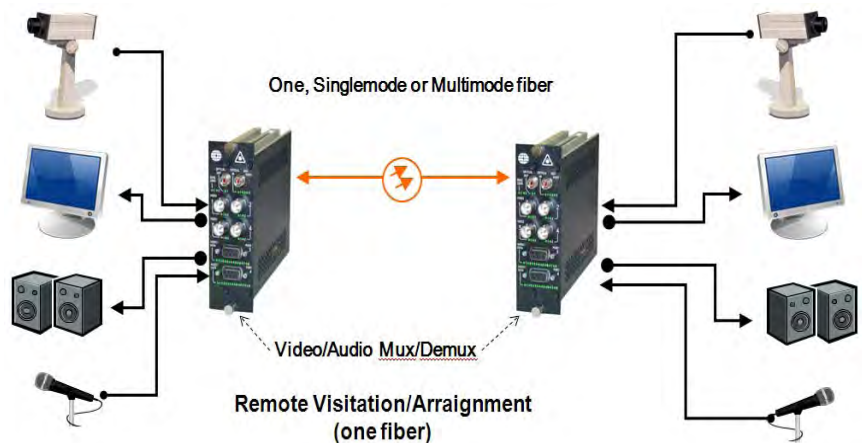 One, Singlemode or Multimode fiber
Video/Audio Mux/Demux
Remote Visitation/Arraignment
(one fiber)